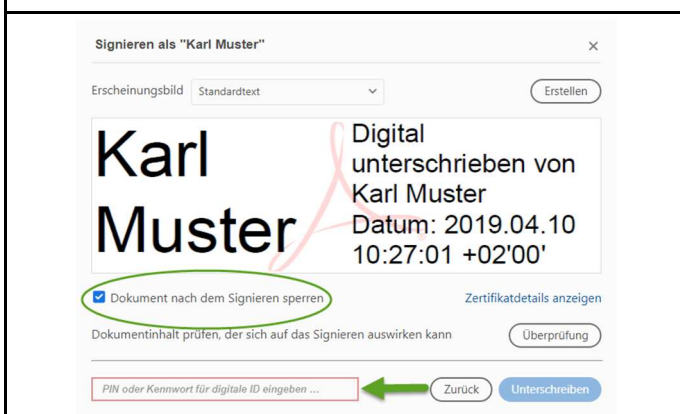 Signieren als "Karl Muster"
Erscheinungsbild Standardtext Erstellen
Karl
Muster
Digital
unterschrieben von
Karl Muster
Datum: 2019.04.10
10:27:01 +02'00'
Dokument nach dem Signieren sperren Zertifikatdetails anzeigen
Dokumentinhalt prüfen, der sich auf das Signieren auswirken kann Überprüfung
PIN oder Kennwort für digitale ID eingeben ... Zurück Unterschreiben